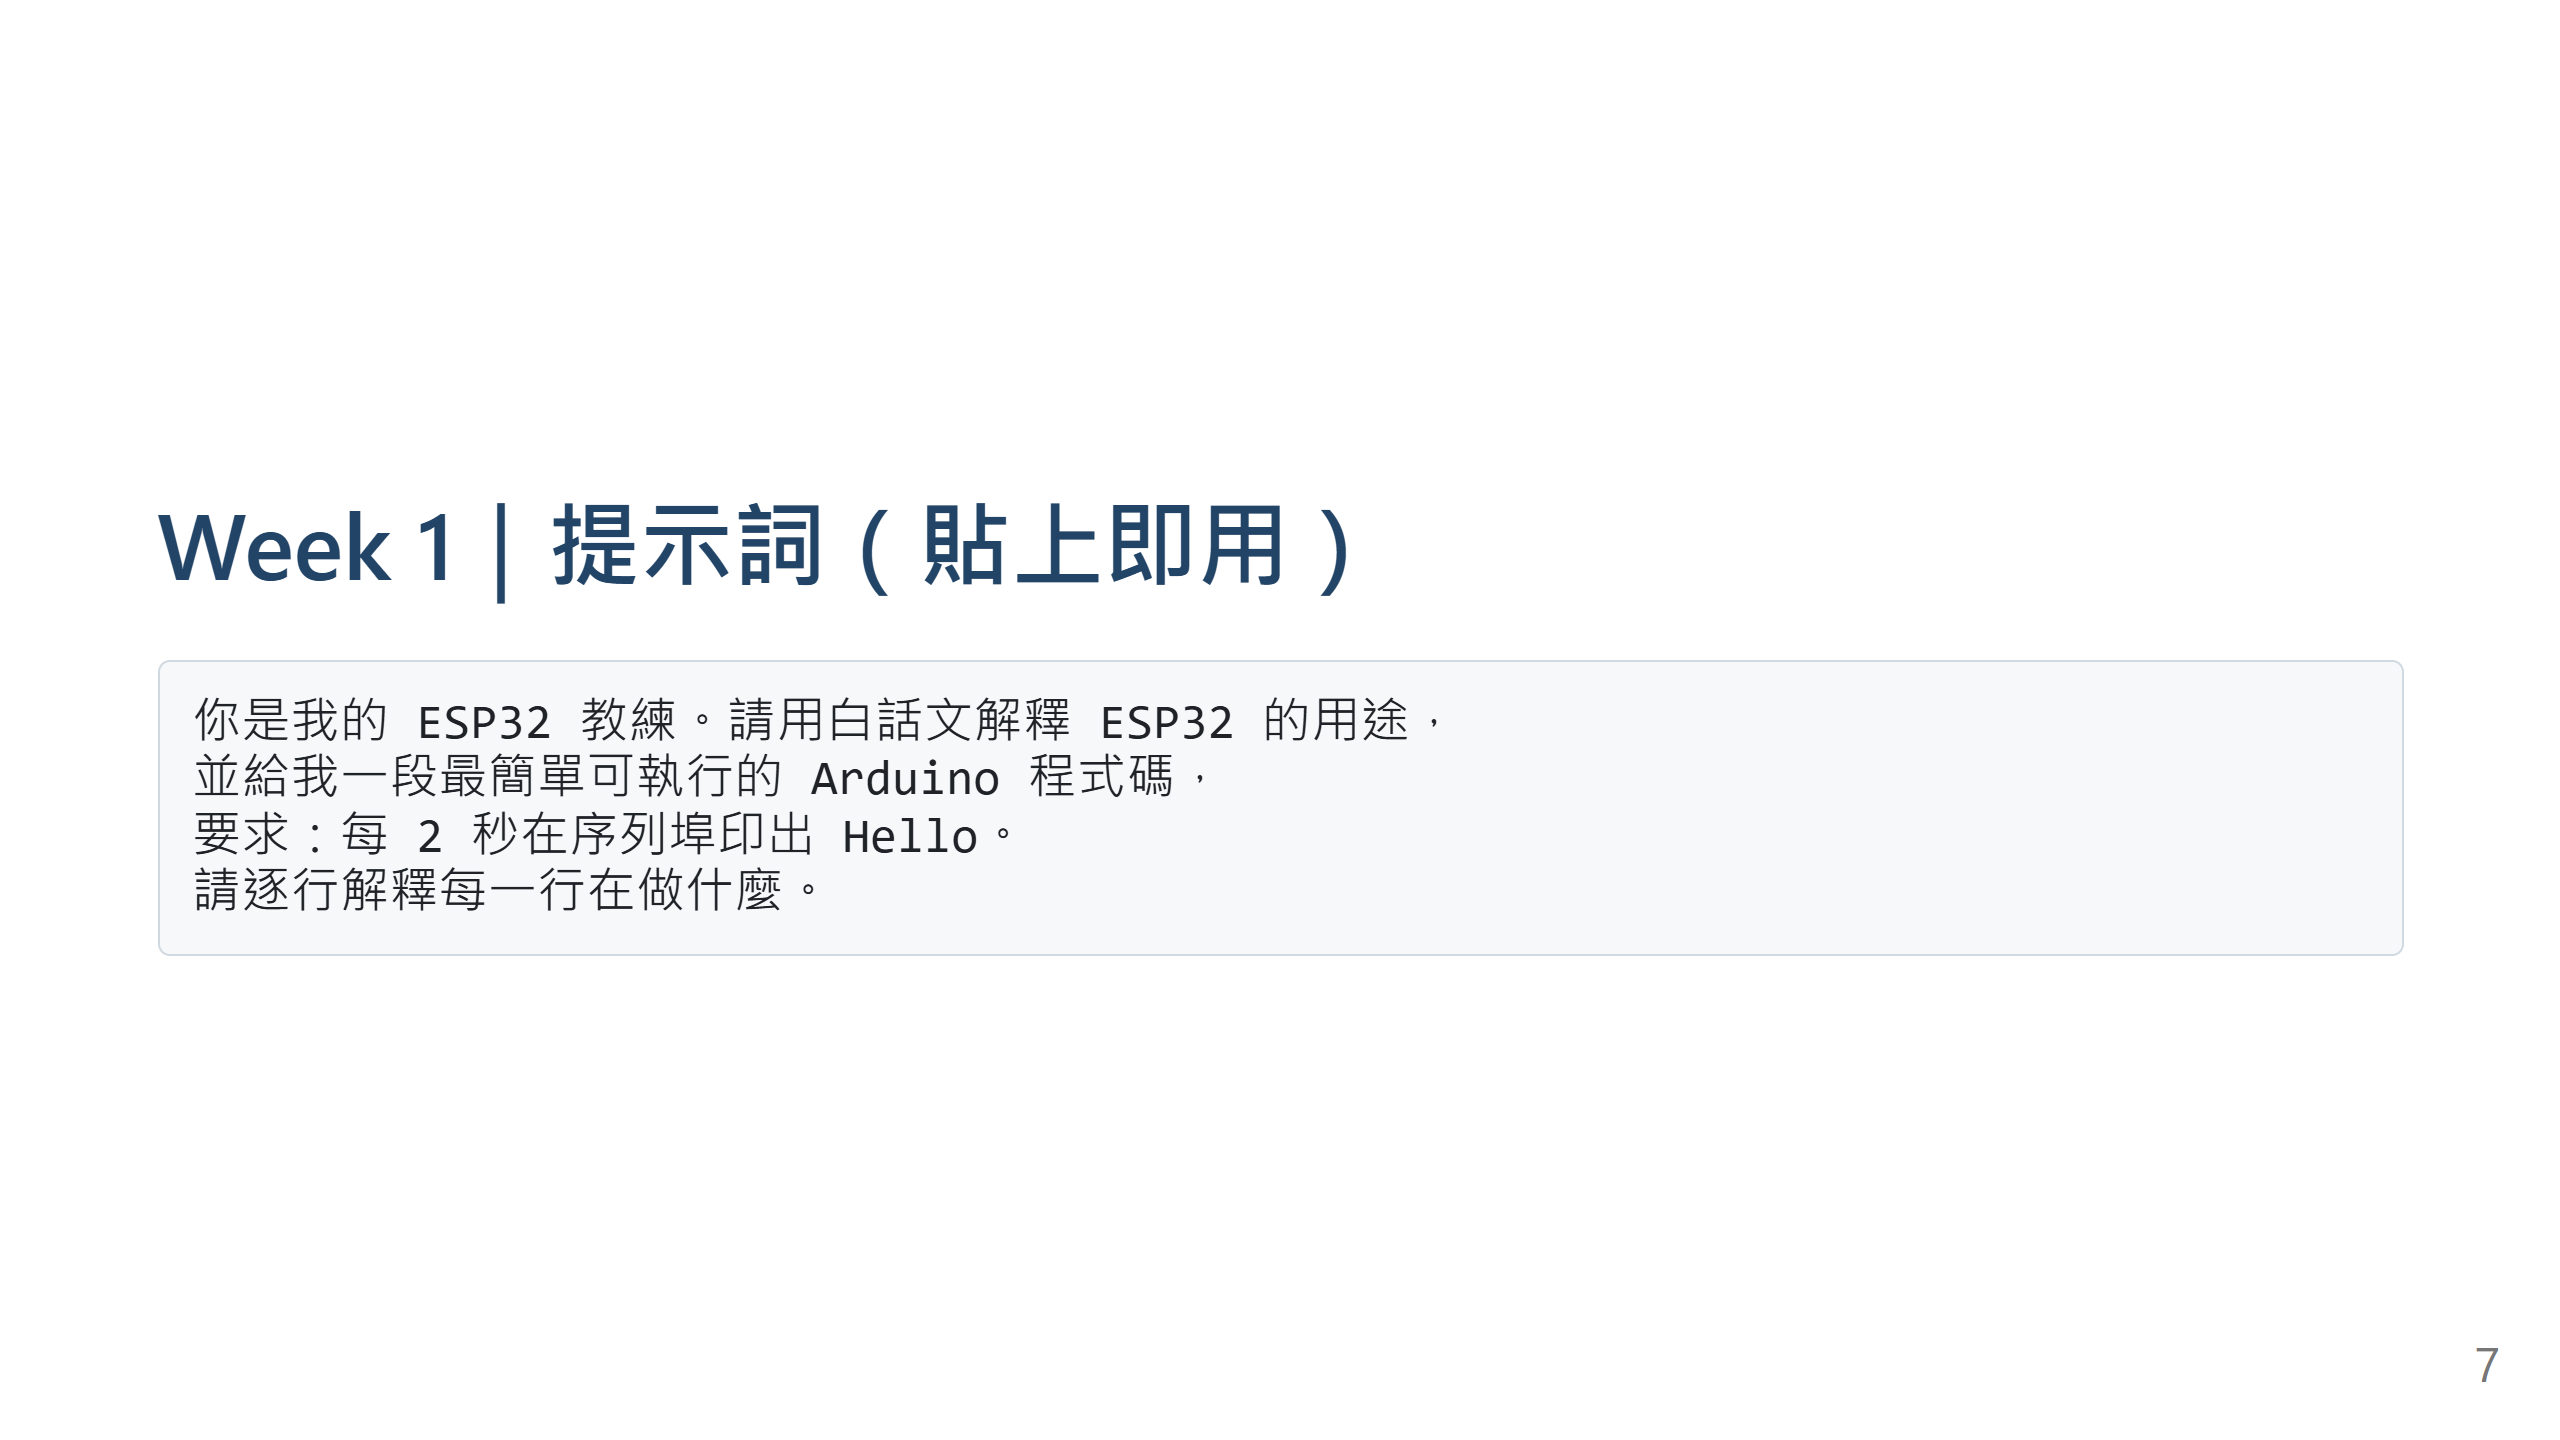 Week 1｜提示詞（貼上即用）
你是我的 ESP32 教練。請用白話文解釋 ESP32 的用途，
並給我一段最簡單可執行的 Arduino 程式碼，
要求：每 2 秒在序列埠印出 Hello。
請逐行解釋每一行在做什麼。
7